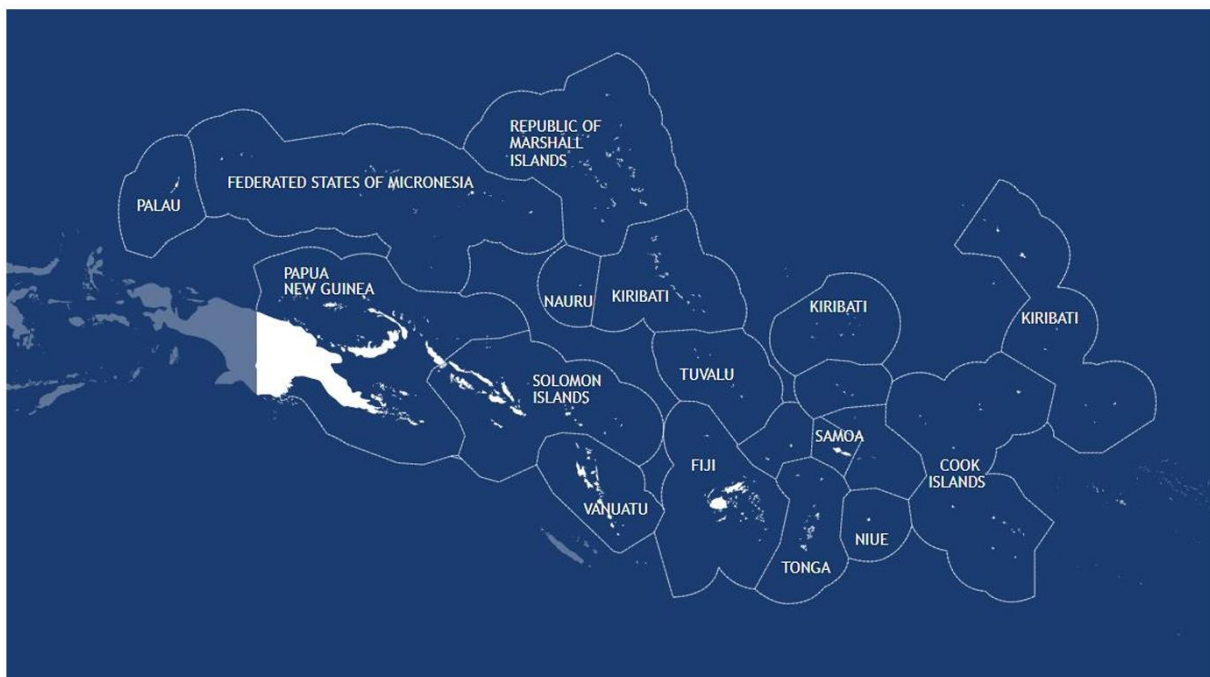 REPUBLIC OF
MARSHALL
ISLANDS
FEDERATED STATES OF MICRONESIA
PALAU
PAPUA
NEW GUINEA
NAURU
KIRIBATI
KIRIBATI
KIRIBATI
SOLOMON
ISLANDS
TUVALU
SAMOA
FIJI
COOK
ISLANDS
VANUATU
NIUE
TONGA